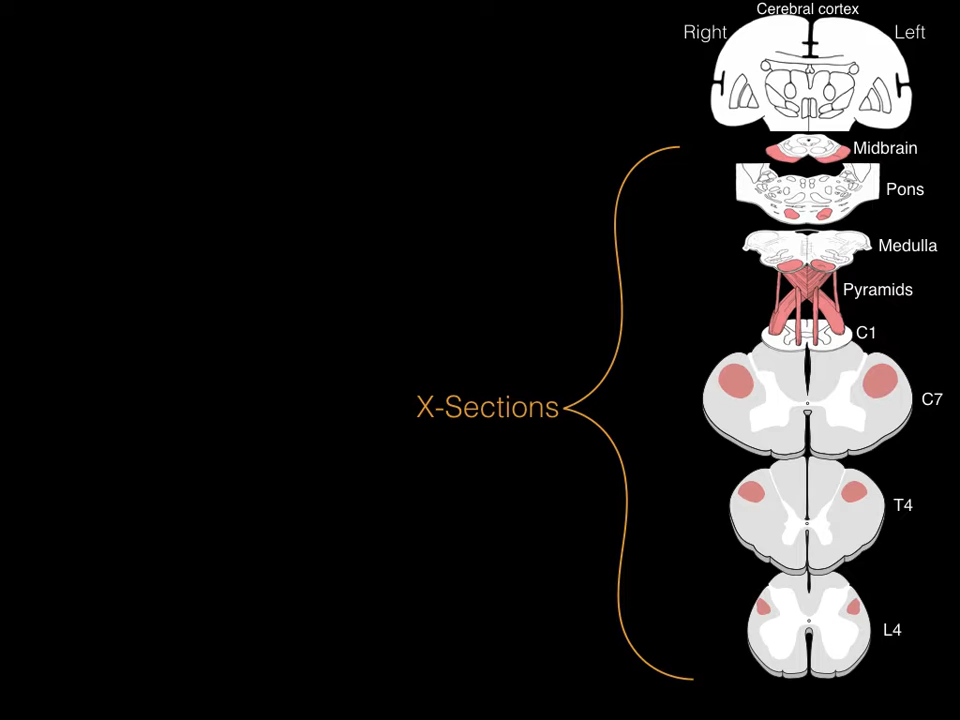 Cerebral cortex
Right
Left
Midbrain
Pons
Medulla
Pyramids
C1
C7
X-Sections
T4
L4